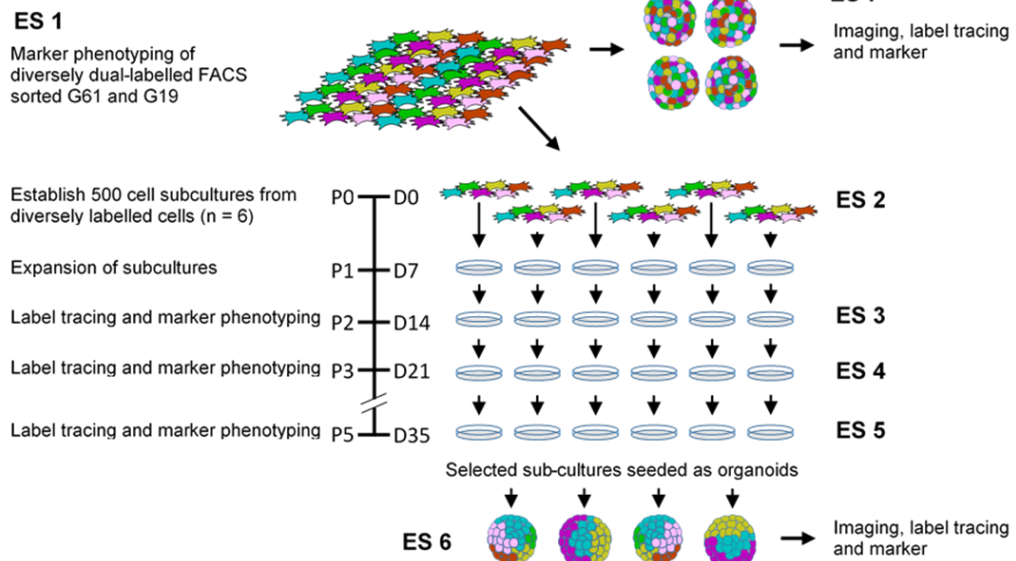 ES 1
Marker phenotyping of
diversely dual-labelled FACS
sorted G61 and G19
Imaging, label tracing
and marker
Establish 500 cell subcultures from
diversely labelled cells (n = 6)
P0
D0
ES 2
Expansion of subcultures
P1
D7
Label tracing and marker phenotyping
P2
D14
ES 3
Label tracing and marker phenotyping
P3
D21
ES 4
Label tracing and marker phenotyping
P5
D35
ES 5
Selected sub-cultures seeded as organoids
ES 6
Imaging, label tracing
and marker